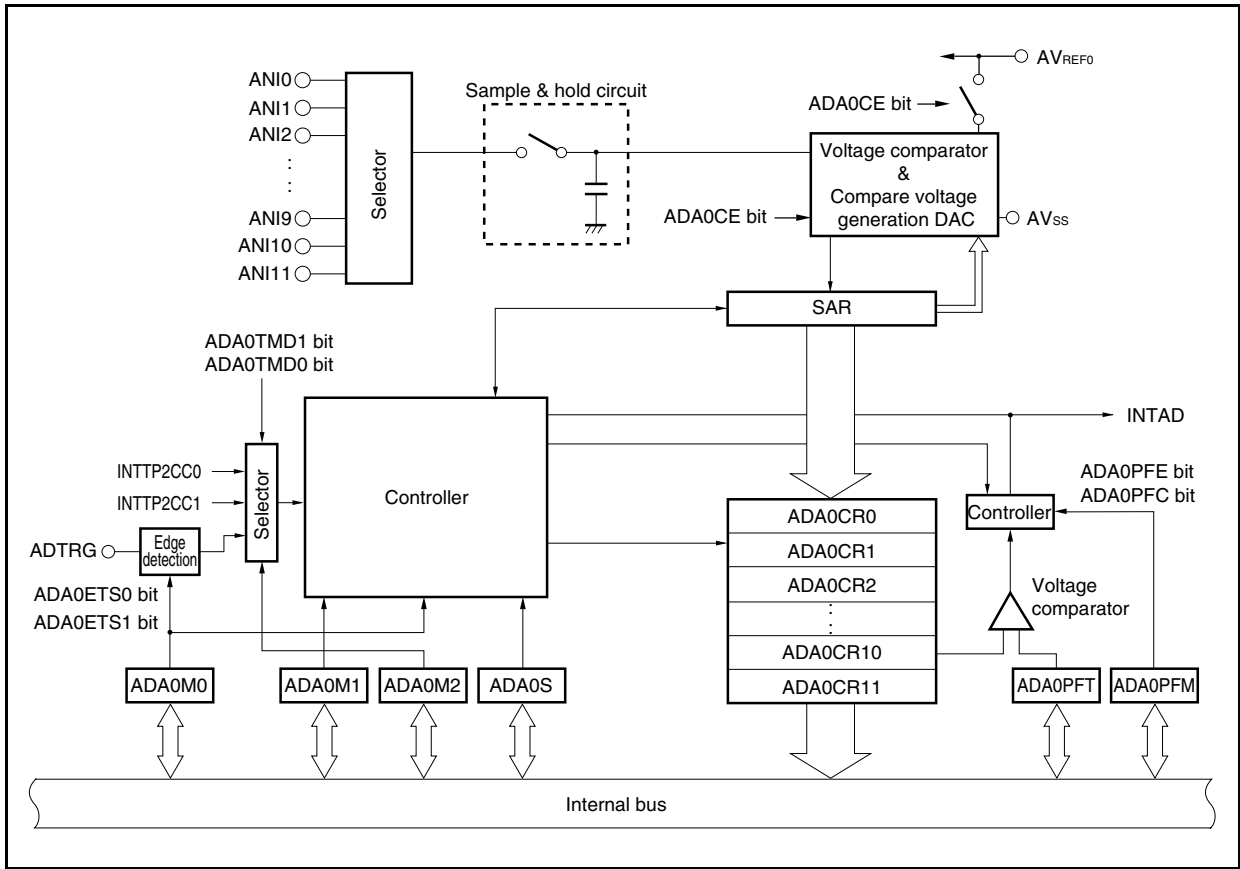 ANI0
ANI1
ANI2
:
:
ANI9
ANI10
ANI11
Selector
Sample & hold circuit
AVREF0
ADA0CE bit
Voltage comparator
&
Compare voltage
generation DAC
ADA0CE bit
AVSS
SAR
ADA0TMD1 bit
ADA0TMD0 bit
INTTP2CC0
INTTP2CC1
ADTRG
Edge
detection
Selector
ADA0ETS0 bit
ADA0ETS1 bit
Controller
INTAD
ADA0PFE bit
ADA0PFC bit
Controller
Voltage
comparator
ADA0CR0
ADA0CR1
ADA0CR2
:
:
ADA0CR10
ADA0CR11
ADA0M0
ADA0M1
ADA0M2
ADA0S
ADA0PFT
ADA0PFM
Internal bus